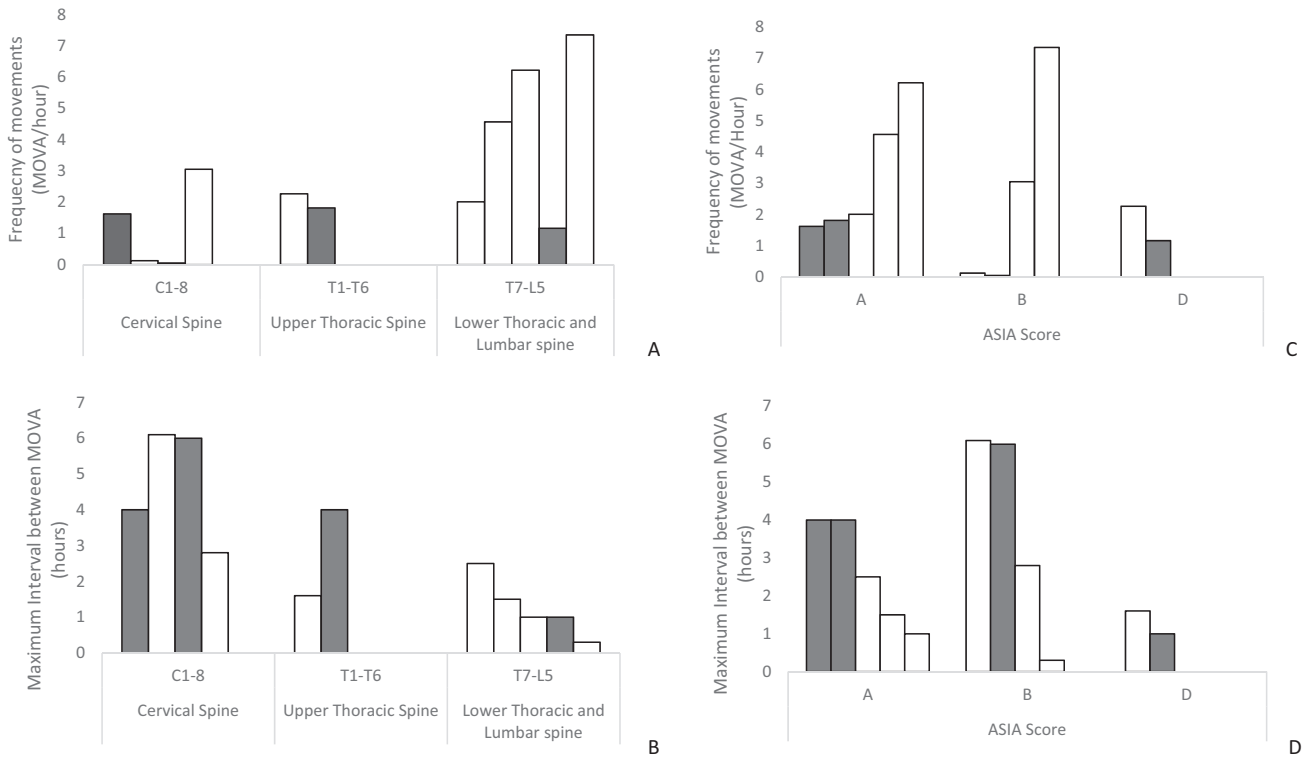 Frequecny of movements
(MOVA/hour)
8
7
6
5
4
3
2
1
0
C1-8
T1-T6
T7-L5
Cervical Spine
Upper Thoracic Spine
Lower Thoracic and
Lumbar spine
A
Frequency of movements
(MOVA/Hour)
8
7
6
5
4
3
2
1
0
A
B
D
ASIA Score
C
Maximum Interval between MOVA
(hours)
7
6
5
4
3
2
1
0
C1-8
T1-T6
T7-L5
Cervical Spine
Upper Thoracic Spine
Lower Thoracic and
Lumbar spine
B
Maximum Interval between MOVA
(hours)
7
6
5
4
3
2
1
0
A
B
D
ASIA Score
D